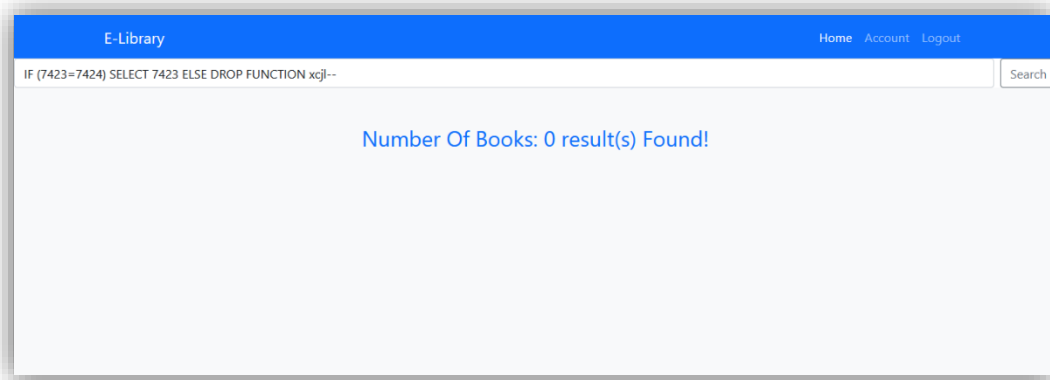 E-Library Home Account Logout
IF (7423=7424) SELECT 7423 ELSE DROP FUNCTION xcjl-- Search
Number Of Books: 0 result(s) Found!